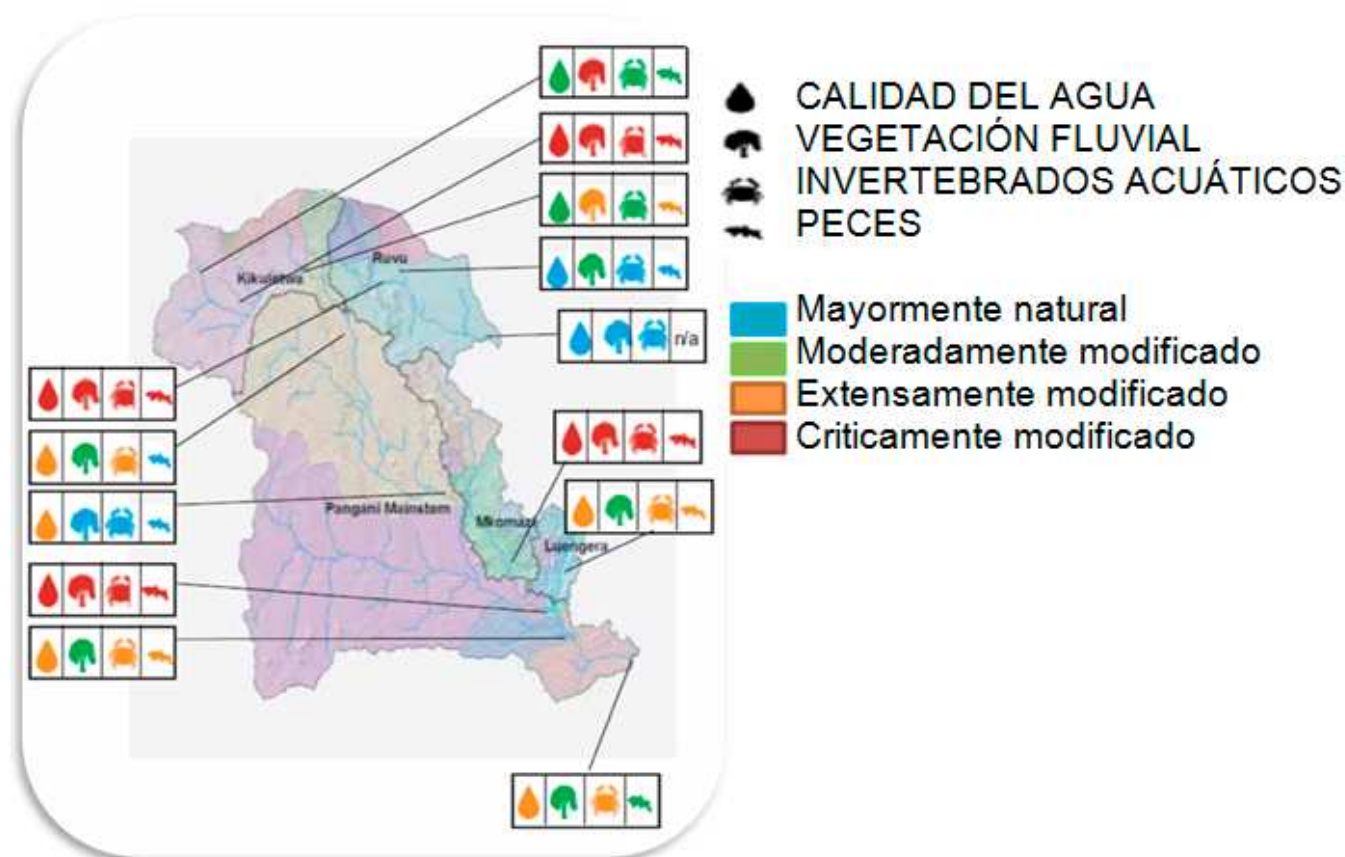 CALIDAD DEL AGUA
VEGETACIÓN FLUVIAL
INVERTEBRADOS ACUÁTICOS
PECES
Mayormente natural
Moderadamente modificado
Extensamente modificado
Criticamente modificado
Kikuletwa
Ruvu
n/a
Pangani Mainstem
Mkomazi
Luengera